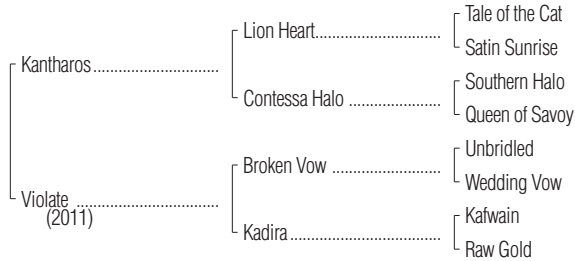 Tale of the Cat
Lion Heart
Satin Sunrise
Kantharos
Southern Halo
Contessa Halo
Queen of Savoy
Unbridled
Broken Vow
Wedding Vow
Violate
(2011)
Kafwain
Kadira
Raw Gold